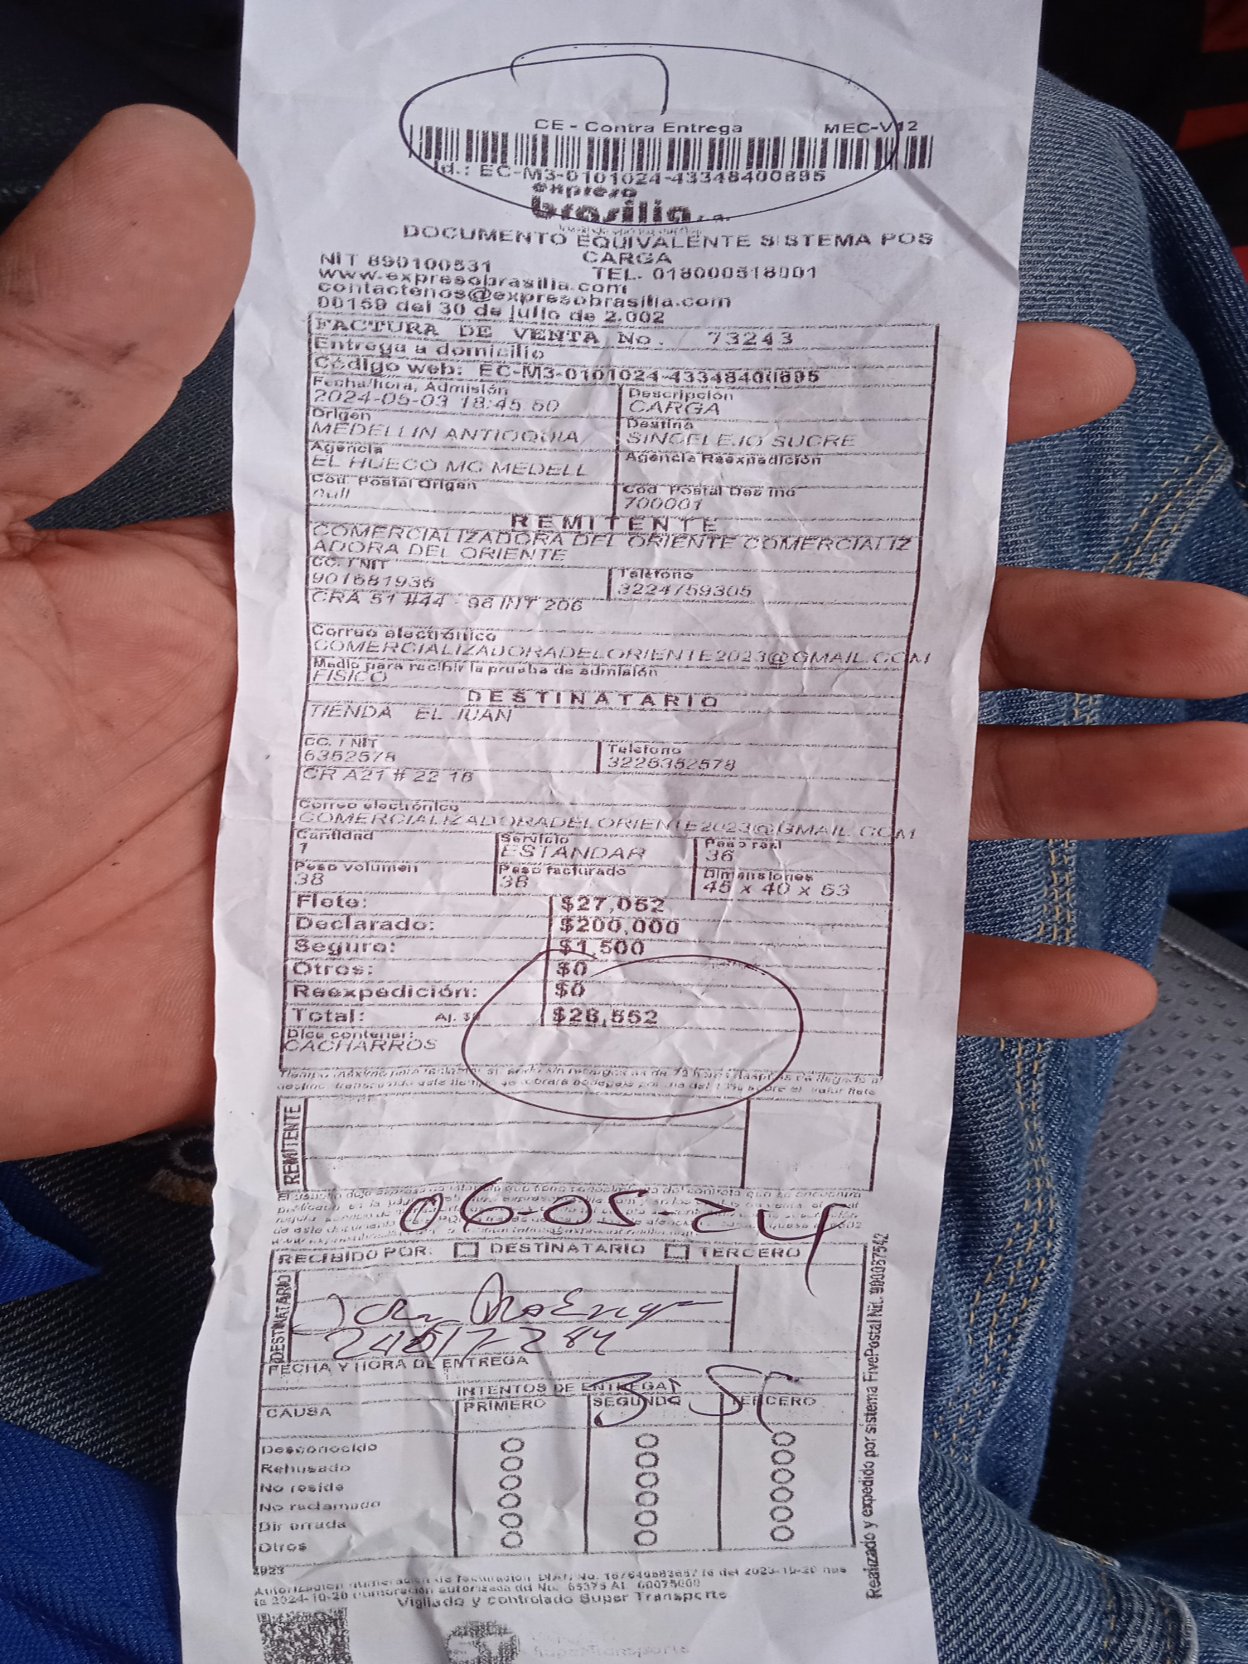 CE - Contra Entrega MEC-V12
Id.: EC-M3-0101024-43348400695
expreso
brasilia s.a.
DOCUMENTO EQUIVALENTE SISTEMA POS
CARGA
NIT 890100531 TEL. 018000518001
www.expresobrasilia.com
contactenos@expresobrasilia.com
00159 del 30 de julio de 2.002
FACTURA DE VENTA No. 73243
Entrega a domicilio
Código web: EC-M3-0101024-43348400695
Fecha/hora, Admisión Descripción
2024-05-03 18:45:50 CARGA
Origen Destino
MEDELLIN ANTIOQUIA SINCELEJO SUCRE
Agencia Agencia Reexpedición
EL HUECO MC MEDELL
Cod. Postal Origen Cod. Postal Destino
null 700001
REMITENTE
COMERCIALIZADORA DEL ORIENTE COMERCIALIZ
ADORA DEL ORIENTE
CC. / NIT Teléfono
901681936 3224759305
CRA 51 #44 - 96 INT 206
Correo electrónico
COMERCIALIZADORADELORIENTE2023@GMAIL.COM
Medio para recibir la prueba de admisión
FISICO
DESTINATARIO
TIENDA EL JUAN
CC. / NIT Teléfono
6352578 3226352578
CR A21 # 22 16
Correo electrónico
COMERCIALIZADORADELORIENTE2023@GMAIL.COM
Cantidad Servicio Peso real
1 ESTANDAR 36
Peso volumen Peso facturado Dimensiones
38 38 45 x 40 x 53
Flete: $27,052
Declarado: $200,000
Seguro: $1,500
Otros: $0
Reexpedición: $0
Total: $28,552
Dice contener:
CACHARROS
REMITENTE
06-05-24
RECIBIDO POR: DESTINATARIO TERCERO
DESTINATARIO
FECHA Y HORA DE ENTREGA
INTENTOS DE ENTREGA
CAUSA PRIMERO SEGUNDO TERCERO
Desconocido
Rehusado
No reside
No reclamado
Dir errada
Otros
Realizado y expedido por sistema FivePostal Nit. 900037542
Vigilado y controlado Super Transporte